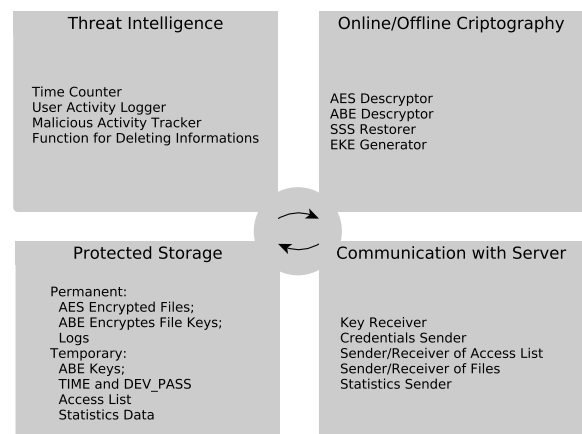 Threat Intelligence
Time Counter
User Activity Logger
Malicious Activity Tracker
Function for Deleting Informations
Online/Offline Criptography
AES Descryptor
ABE Descryptor
SSS Restorer
EKE Generator
Protected Storage
Permanent:
AES Encrypted Files;
ABE Encryptes File Keys;
Logs
Temporary:
ABE Keys;
TIME and DEV_PASS
Access List
Statistics Data
Communication with Server
Key Receiver
Credentials Sender
Sender/Receiver of Access List
Sender/Receiver of Files
Statistics Sender